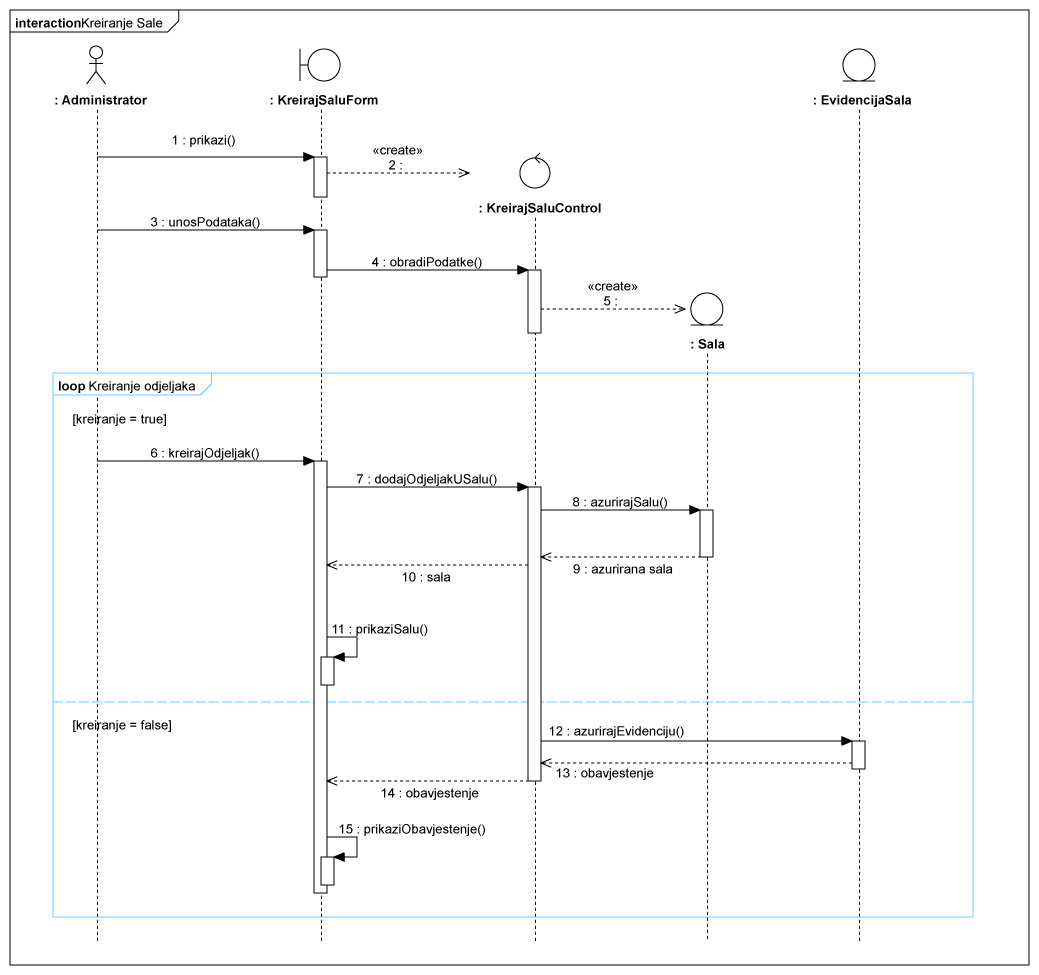 interactionKreiranje Sale
: Administrator
: KreirajSaluForm
: EvidencijaSala
1 : prikazi()
«create»
2 :
: KreirajSaluControl
3 : unosPodataka()
4 : obradiPodatke()
«create»
5 :
: Sala
loop Kreiranje odjeljaka
[kreiranje = true]
6 : kreirajOdjeljak()
7 : dodajOdjeljakUSalu()
8 : azurirajSalu()
9 : azurirana sala
10 : sala
11 : prikaziSalu()
[kreiranje = false]
12 : azurirajEvidenciju()
13 : obavjestenje
14 : obavjestenje
15 : prikaziObavjestenje()